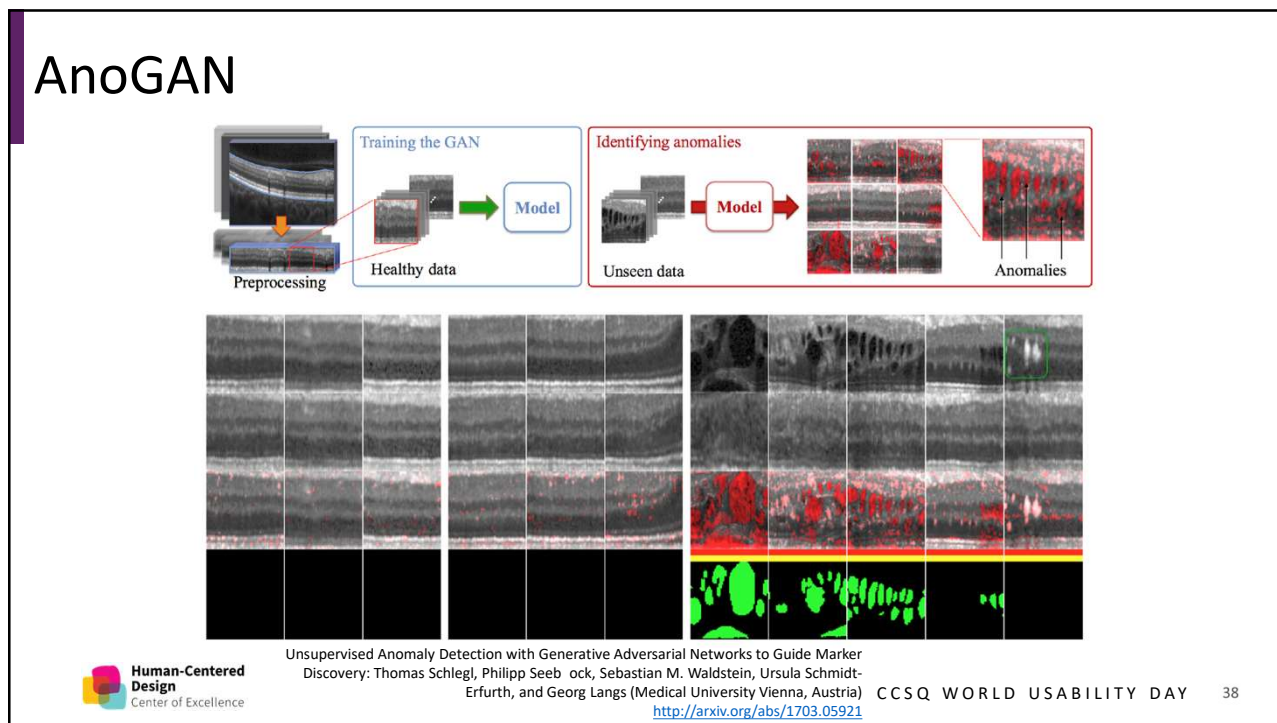 AnoGAN
Training the GAN
Identifying anomalies
Model
Model
Preprocessing
Healthy data
Unseen data
Anomalies
Human-Centered
Design
Center of Excellence
Unsupervised Anomaly Detection with Generative Adversarial Networks to Guide Marker
Discovery: Thomas Schlegl, Philipp Seeb ock, Sebastian M. Waldstein, Ursula Schmidt-
Erfurth, and Georg Langs (Medical University Vienna, Austria)
http://arxiv.org/abs/1703.05921
CCSQ WORLD USABILITY DAY 38